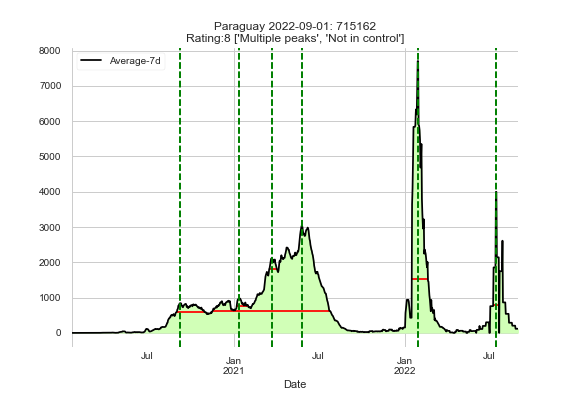 Paraguay 2022-09-01: 715162
Rating:8 ['Multiple peaks', 'Not in control']
8000
Average-7d
7000
6000
5000
4000
3000
2000
1000
0
Jul
Jan
2021
Jul
Jan
2022
Jul
Date